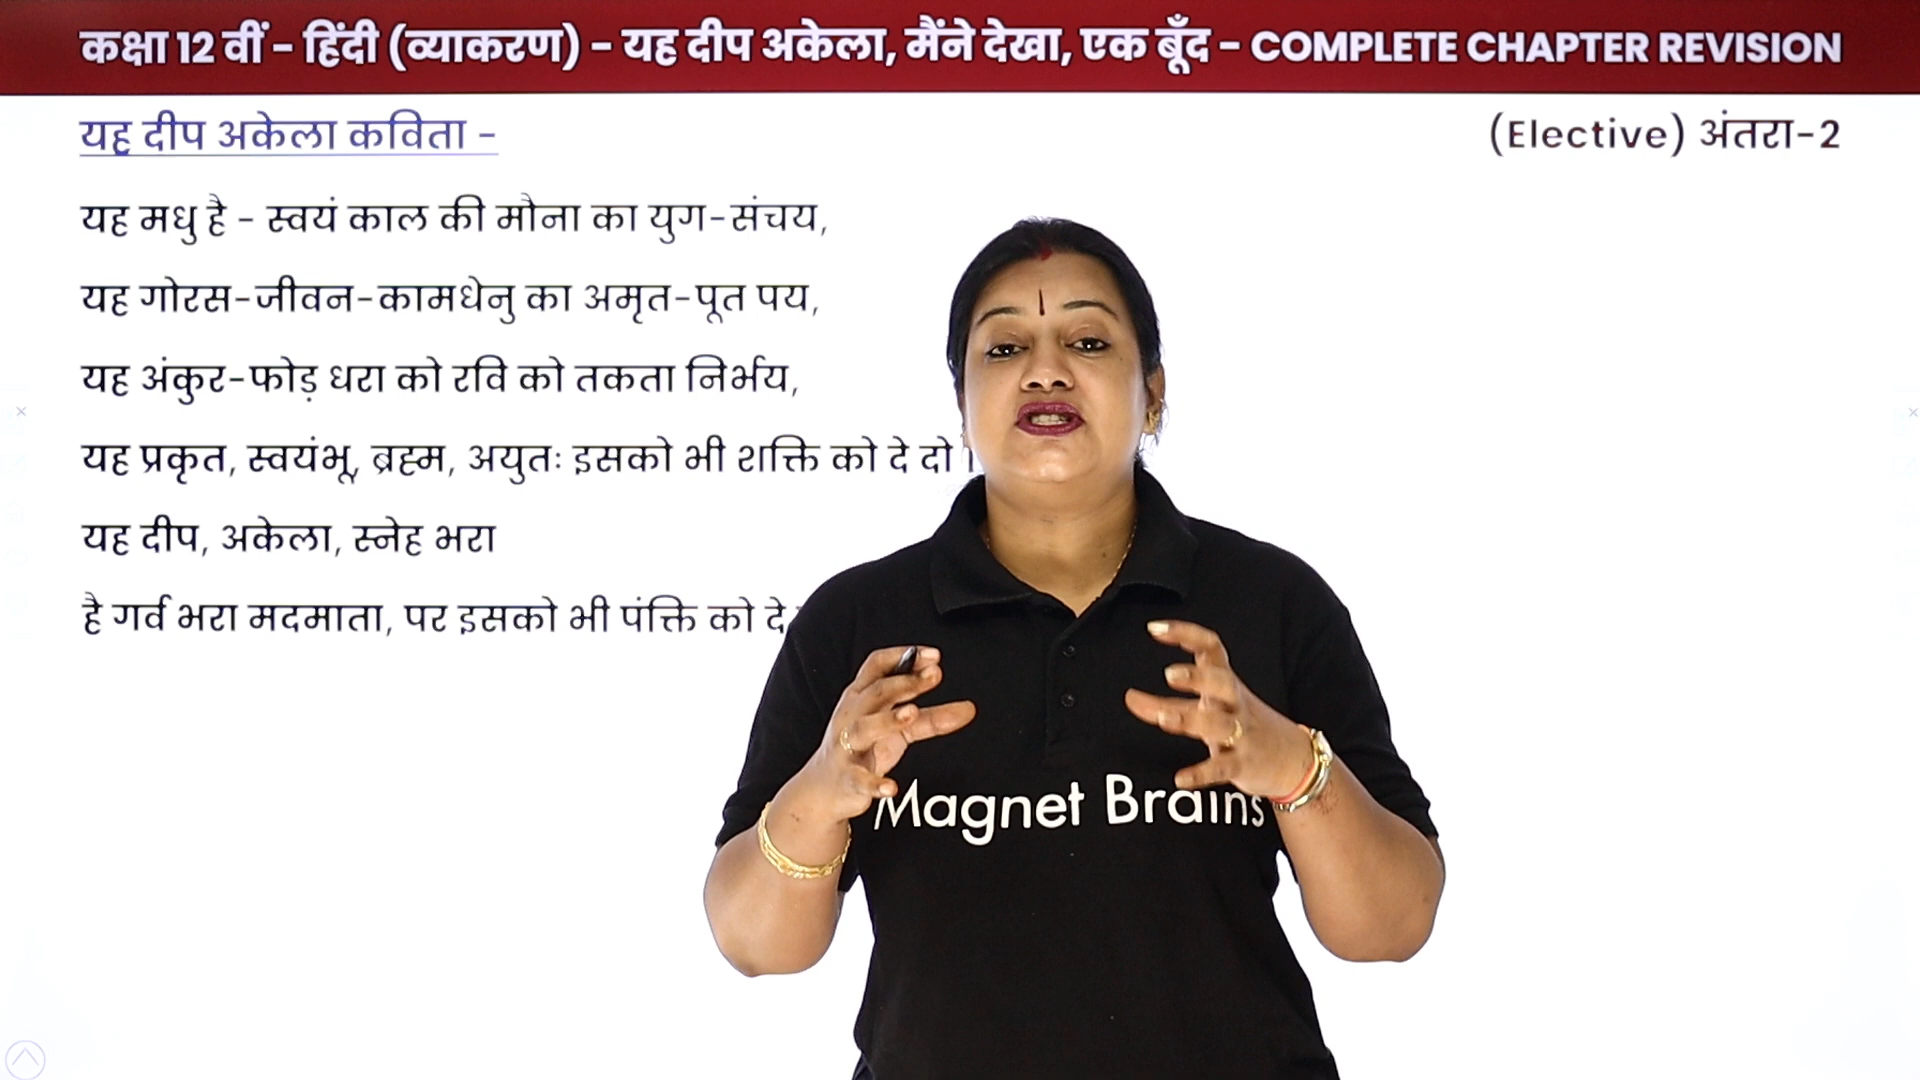 कक्षा 12 वीं - हिंदी (व्याकरण) - यह दीप अकेला, मैंने देखा, एक बूँद - COMPLETE CHAPTER REVISION
यह दीप अकेला कविता -
(Elective) अंतरा-2
यह मधु है - स्वयं काल की मौना का युग-संचय,
यह गोरस-जीवन-कामधेनु का अमृत-पूत पय,
यह अंकुर-फोड़ धरा को रवि को तकता निर्भय,
यह प्रकृत, स्वयंभू, ब्रह्म, अयुतः इसको भी शक्ति को दे दो।
यह दीप, अकेला, स्नेह भरा
है गर्व भरा मदमाता, पर इसको भी पंक्ति को दे
Magnet Brains